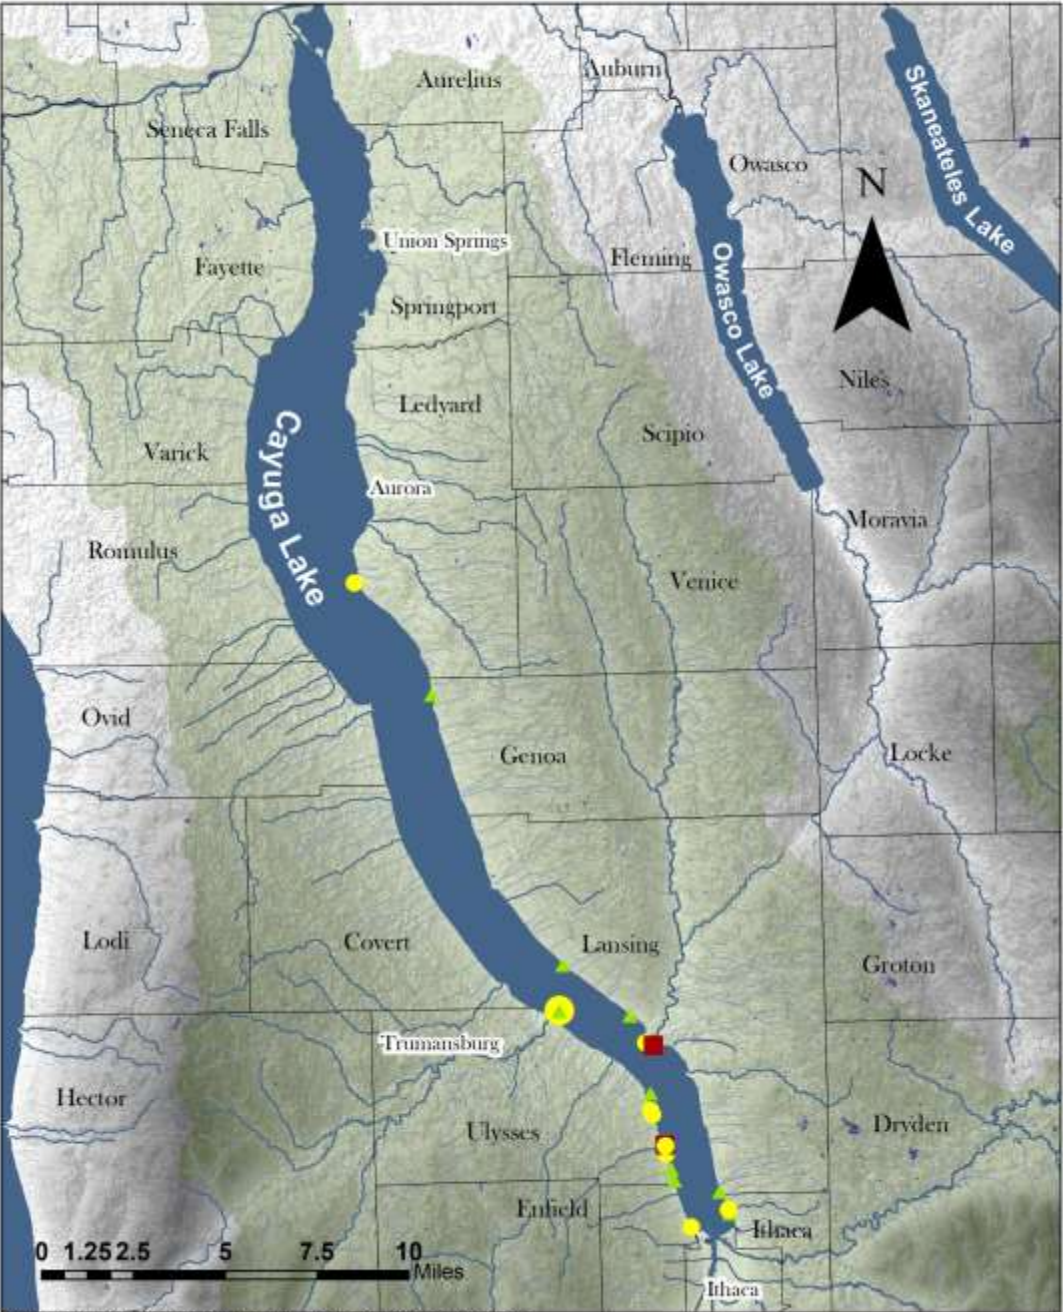 Aurelius
Auburn
Seneca Falls
Skaneateles Lake
Owasco
N
Union Springs
Fleming
Fayette
Owasco Lake
Springport
Niles
Ledyard
Scipio
Varick
Cayuga Lake
Aurora
Moravia
Romulus
Venice
Ovid
Genoa
Locke
Lodi
Covert
Lansing
Groton
Trumansburg
Hector
Ulysses
Dryden
Enfield
Ithaca
0 1.25 2.5 5 7.5 10
Miles
Ithaca